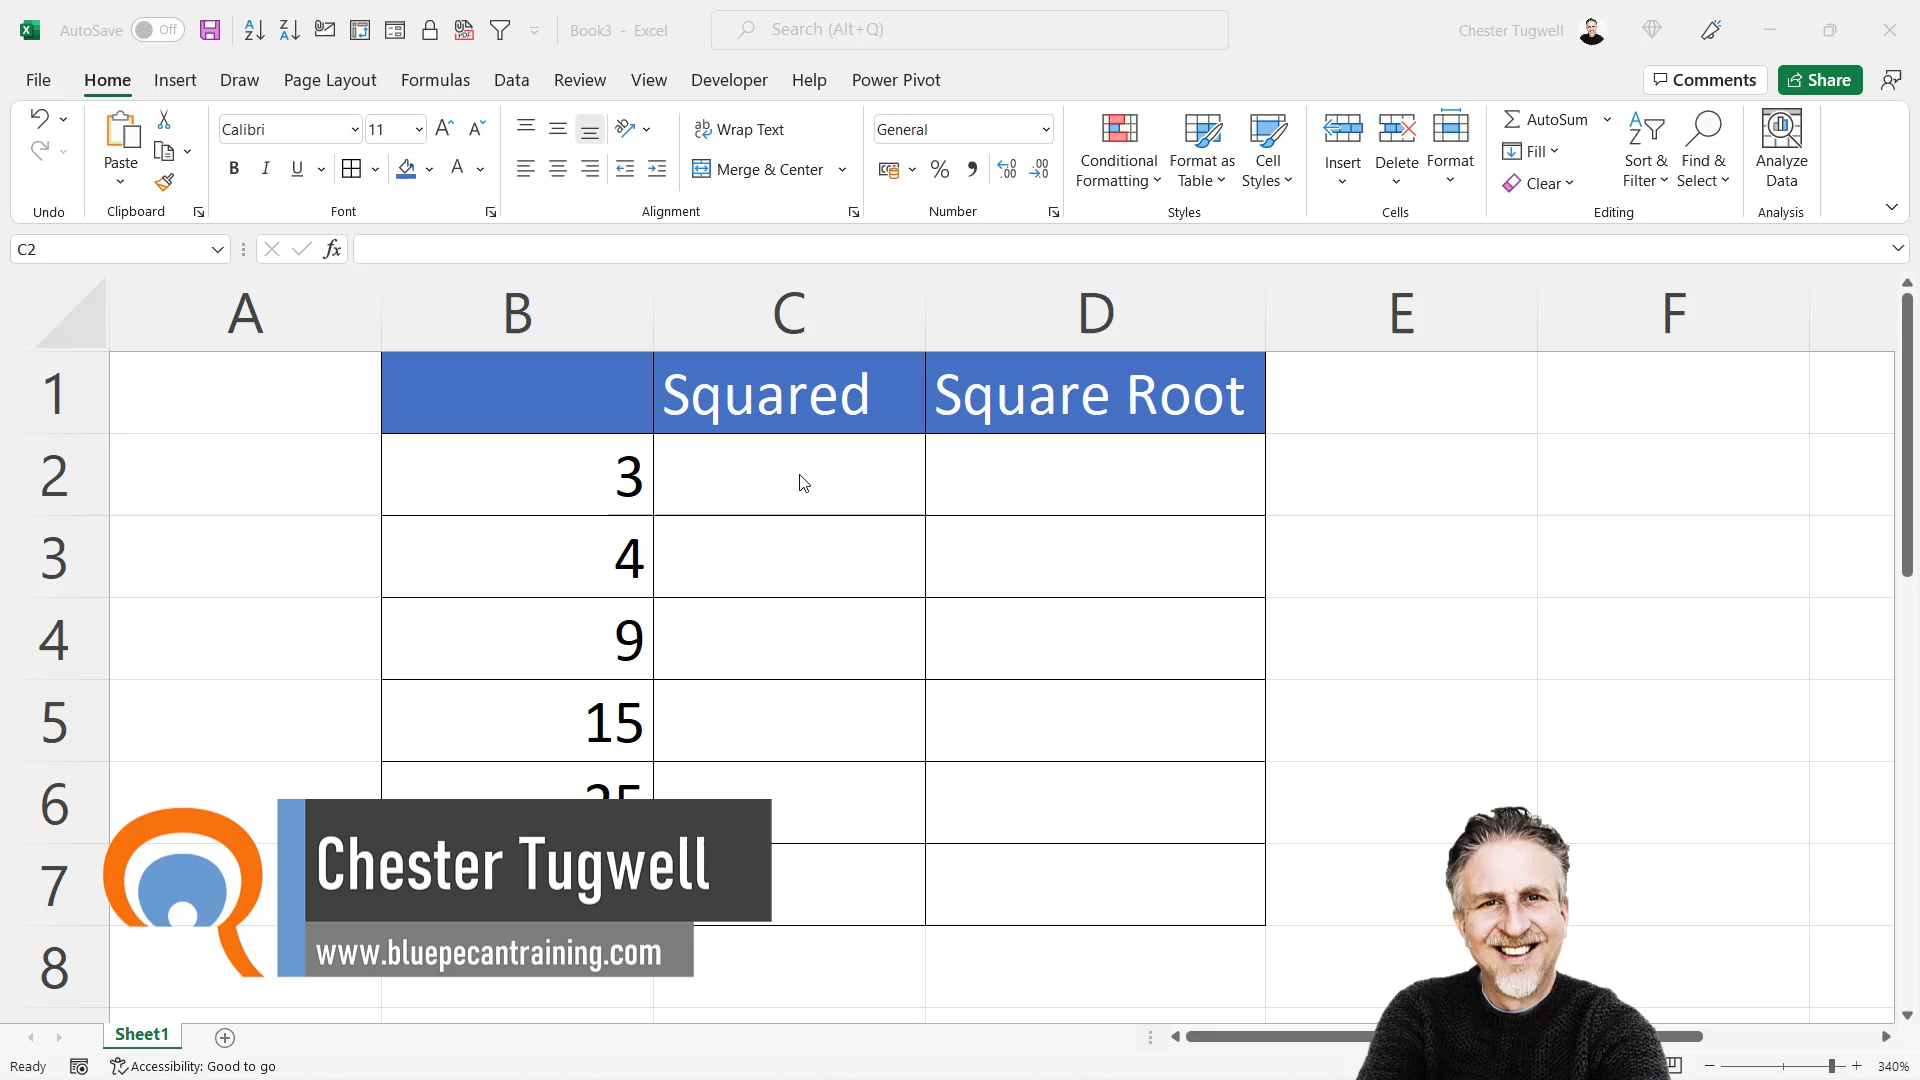 AutoSave Off Book3 - Excel Search (Alt+Q) Chester Tugwell
File Home Insert Draw Page Layout Formulas Data Review View Developer Help Power Pivot Comments Share
Paste Calibri 11 Wrap Text General Conditional Formatting Format as Table Cell Styles Insert Delete Format AutoSum Sort & Filter Find & Select Analyze Data
B I U A Merge & Center % Fill
Clear
Undo Clipboard Font Alignment Number Styles Cells Editing Analysis
C2 fx
A B C D E F
1 Squared Square Root
2 3
3 4
4 9
5 15
6 25
7
8
Chester Tugwell
www.bluepecantraining.com
Sheet1
Ready Accessibility: Good to go 340%